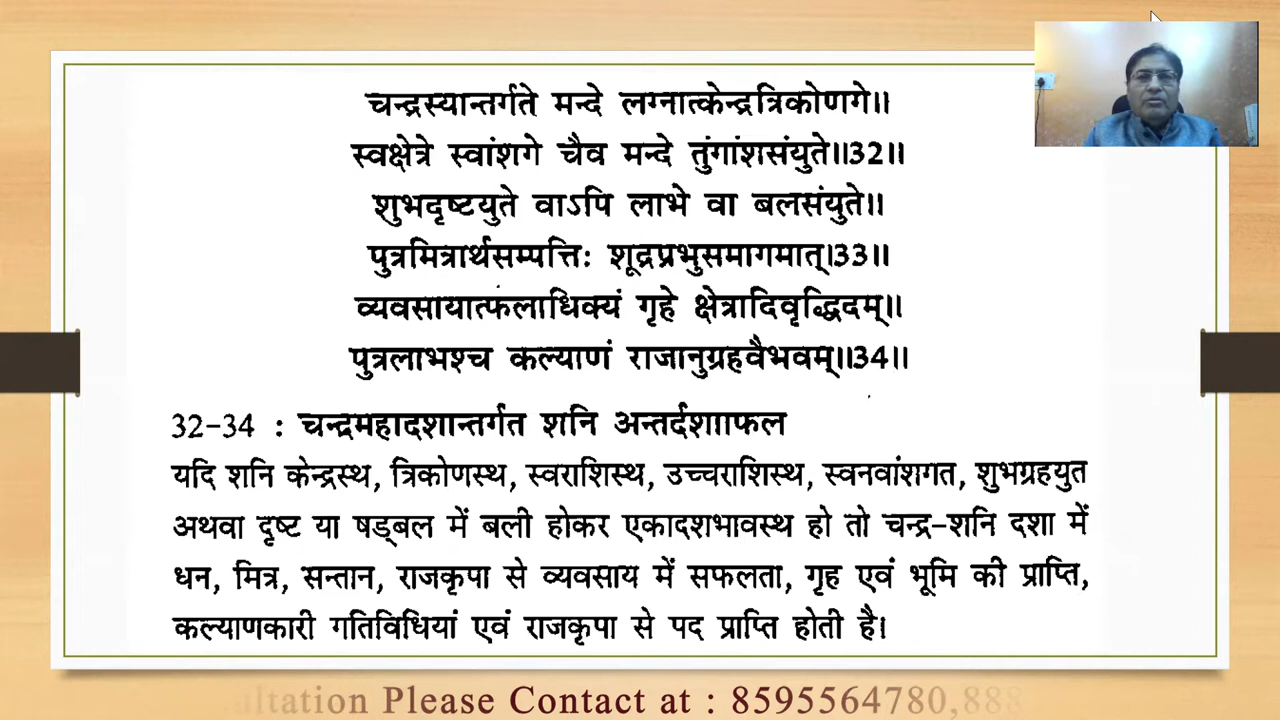 चन्द्रस्यान्तर्गते मन्दे लग्नात्केन्द्रत्रिकोणगे॥
स्वक्षेत्रे स्वांशगे चैव मन्दे तुंगांशसंयुते॥32॥
शुभदृष्टयुते वाऽपि लाभे वा बलसंयुते॥
पुत्रमित्रार्थसम्पत्तिः शूद्रप्रभुसमागमात्।33॥
व्यवसायात्फलाधिक्यं गृहे क्षेत्रादिवृद्धिदम्॥
पुत्रलाभश्च कल्याणं राजानुग्रहवैभवम्॥34॥
32-34 : चन्द्रमहादशान्तर्गत शनि अन्तर्दशााफल
यदि शनि केन्द्रस्थ, त्रिकोणस्थ, स्वराशिस्थ, उच्चराशिस्थ, स्वनवांशगत, शुभग्रहयुत
अथवा दृष्ट या षड्बल में बली होकर एकादशभावस्थ हो तो चन्द्र-शनि दशा में
धन, मित्र, सन्तान, राजकृपा से व्यवसाय में सफलता, गृह एवं भूमि की प्राप्ति,
कल्याणकारी गतिविधियां एवं राजकृपा से पद प्राप्ति होती है।
ltation Please Contact at : 8595564780,888